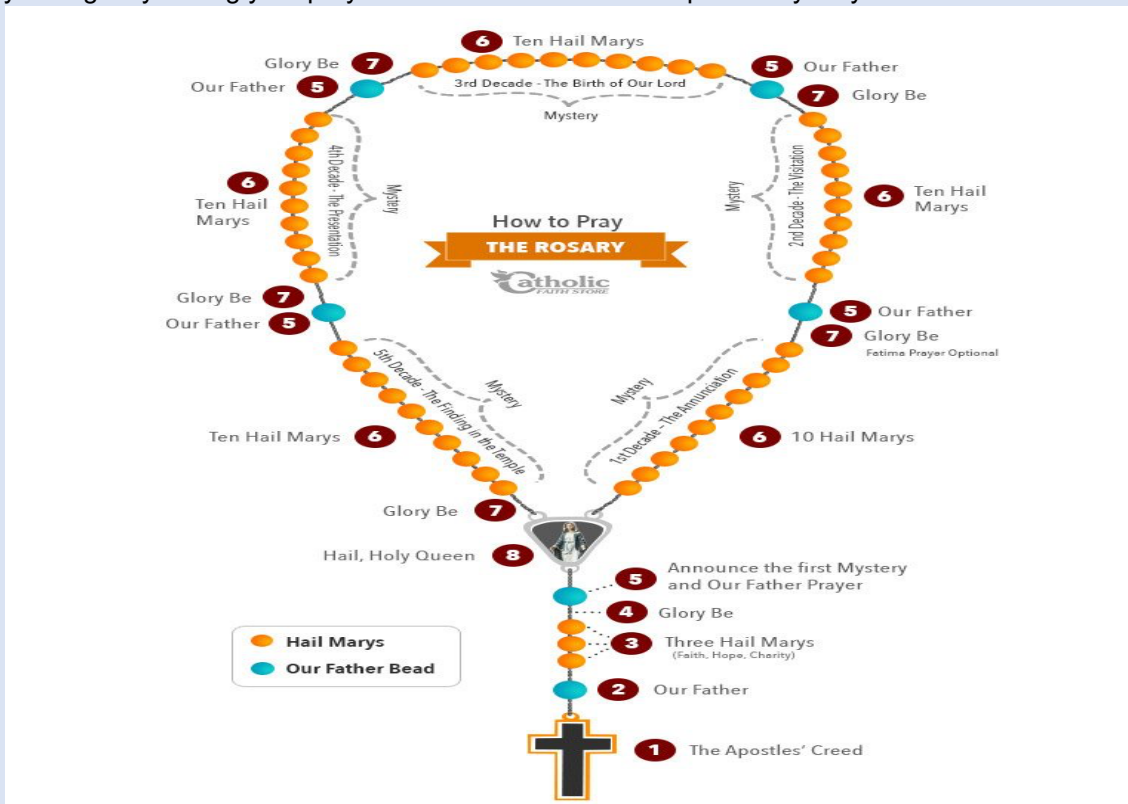 6 Ten Hail Marys
Glory Be 7
Our Father 5
5 Our Father
7 Glory Be
3rd Decade - The Birth of Our Lord
Mystery
4th Decade - The Presentation
Mystery
6
Ten Hail
Marys
2nd Decade - The Visitation
Mystery
6 Ten Hail
Marys
How to Pray
THE ROSARY
Catholic
FAITH STORE
Glory Be 7
Our Father 5
5 Our Father
7 Glory Be
Fatima Prayer Optional
5th Decade - The Finding in the Temple
Mystery
1st Decade - The Annunciation
Mystery
Ten Hail Marys 6
6 10 Hail Marys
Glory Be 7
Hail, Holy Queen 8
5 Announce the first Mystery
and Our Father Prayer
4 Glory Be
3 Three Hail Marys
(Faith, Hope, Charity)
Hail Marys
Our Father Bead
2 Our Father
1 The Apostles' Creed